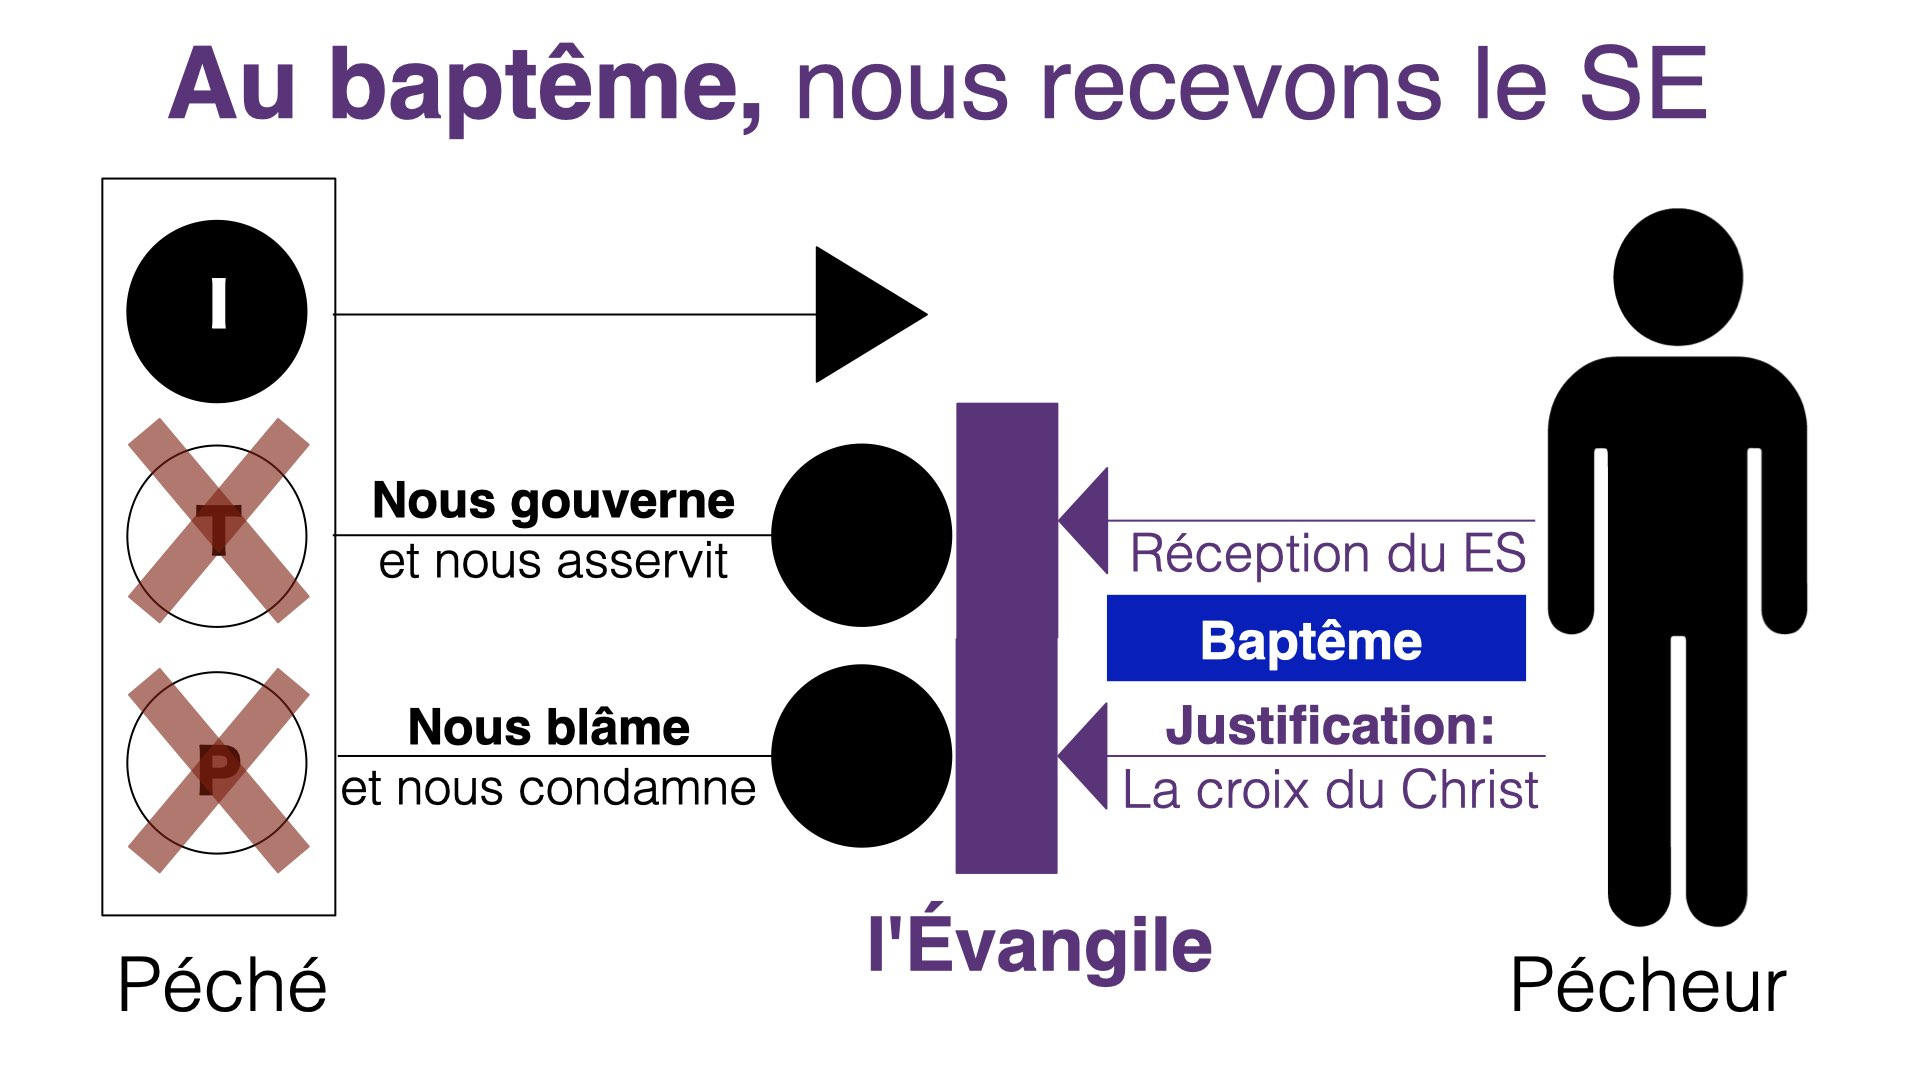 Au baptême, nous recevons le SE
I
T
Nous gouverne
et nous asservit
Réception du ES
Baptême
P
Nous blâme
et nous condamne
Justification:
La croix du Christ
l'Évangile
Péché
Pécheur